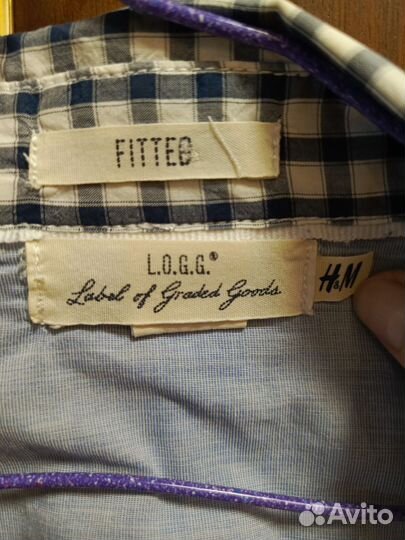 FITTED
L.O.G.G.®
Label of Graded Goods
H&M
Avito